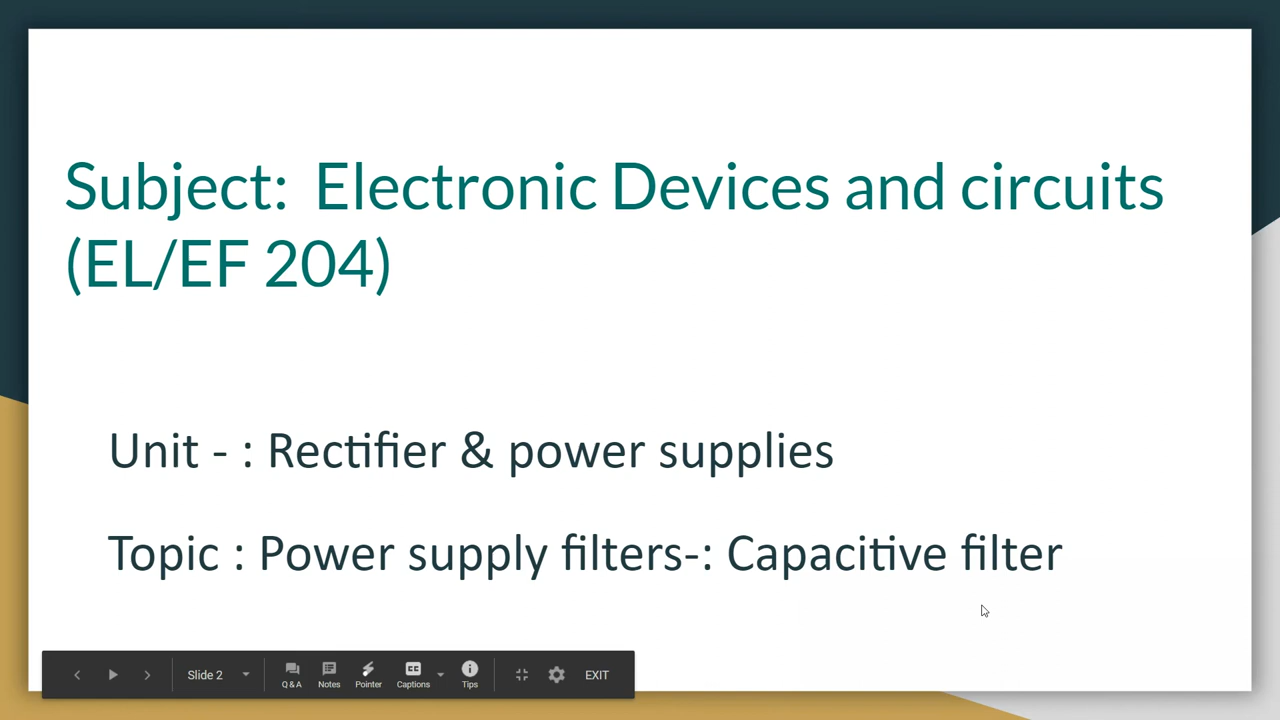 Subject: Electronic Devices and circuits
(EL/EF 204)
Unit - : Rectifier & power supplies
Topic : Power supply filters-: Capacitive filter
Slide 2
Q & A
Notes
Pointer
CC
Captions
Tips
EXIT